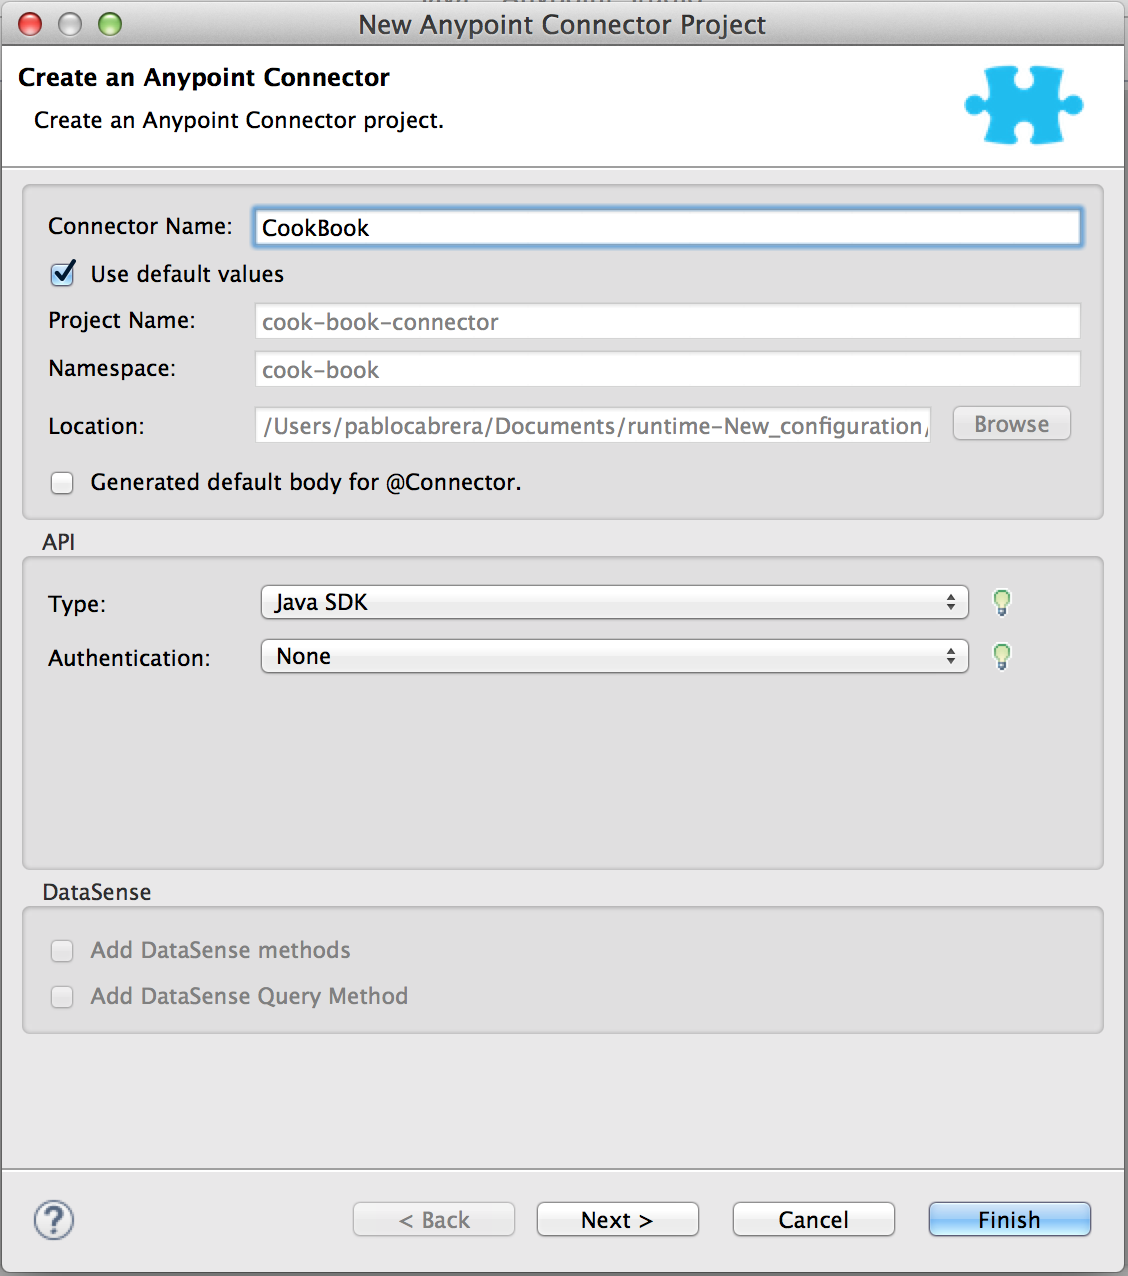 New Anypoint Connector Project
Create an Anypoint Connector
Create an Anypoint Connector project.
Connector Name: CookBook
Use default values
Project Name: cook-book-connector
Namespace: cook-book
Location: /Users/pablocabrera/Documents/runtime-New_configuration/ Browse
Generated default body for @Connector.
API
Type: Java SDK
Authentication: None
DataSense
Add DataSense methods
Add DataSense Query Method
? < Back Next > Cancel Finish